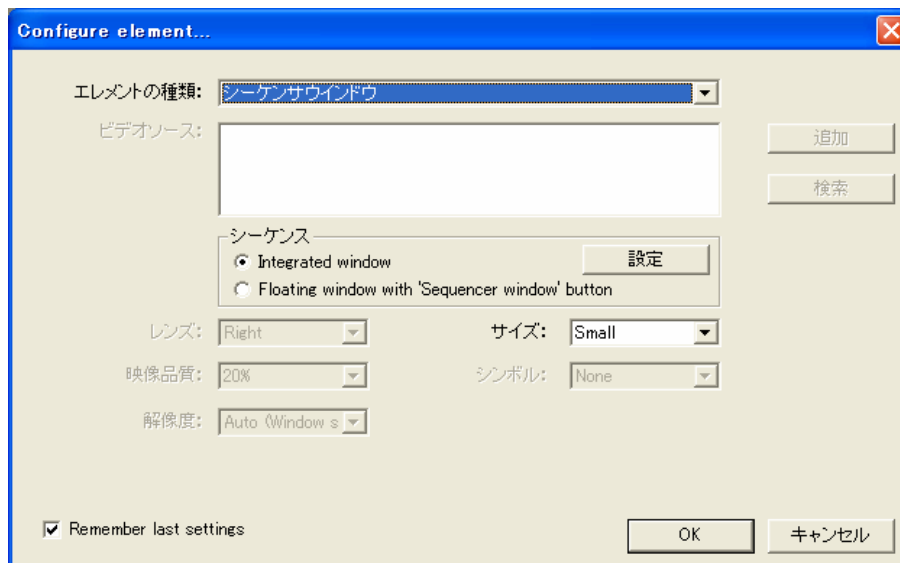 Configure element...
エレメントの種類: シーケンサウインドウ
ビデオソース:
追加
検索
シーケンス
Integrated window
設定
Floating window with 'Sequencer window' button
レンズ: Right サイズ: Small
映像品質: 20% シンボル: None
解像度: Auto (Window s
Remember last settings
OK キャンセル